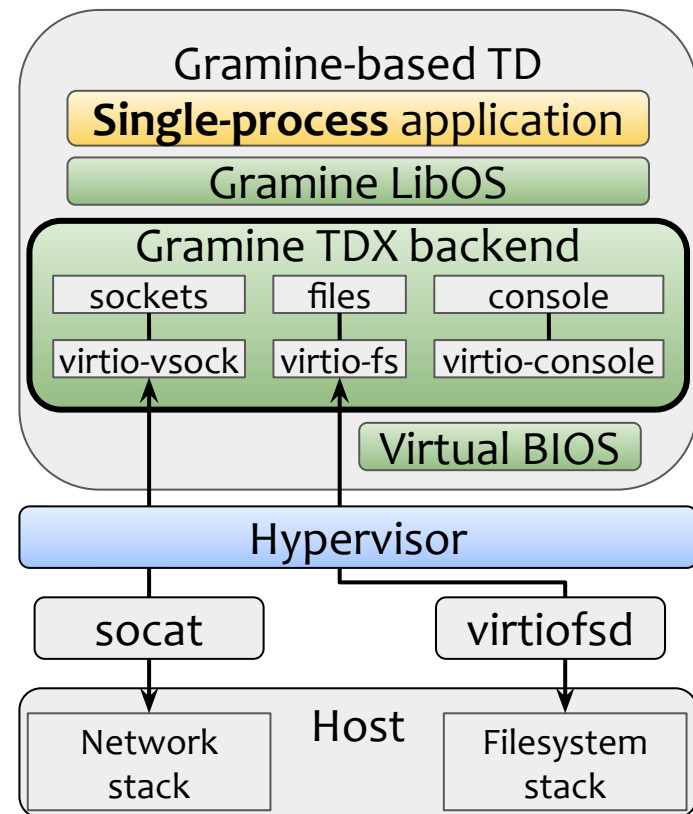 Gramine-based TD
Single-process application
Gramine LibOS
Gramine TDX backend
sockets
files
console
virtio-vsock
virtio-fs
virtio-console
Virtual BIOS
Hypervisor
socat
virtiofsd
Host
Network
stack
Filesystem
stack